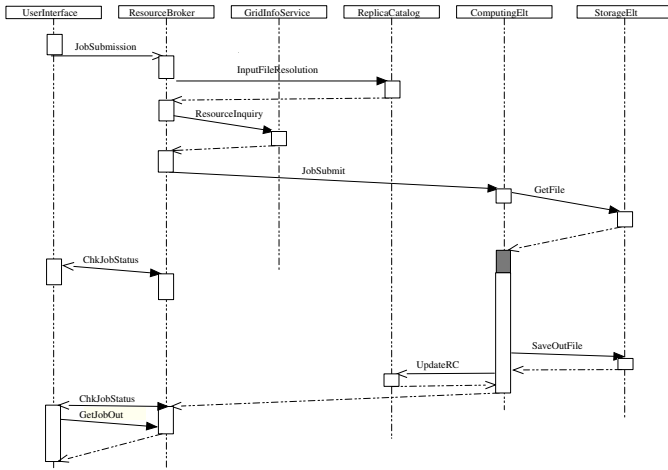 UserInterface
ResourceBroker
GridInfoService
ReplicaCatalog
ComputingElt
StorageElt
JobSubmission
InputFileResolution
ResourceInquiry
JobSubmit
GetFile
ChkJobStatus
SaveOutFile
UpdateRC
ChkJobStatus
GetJobOut